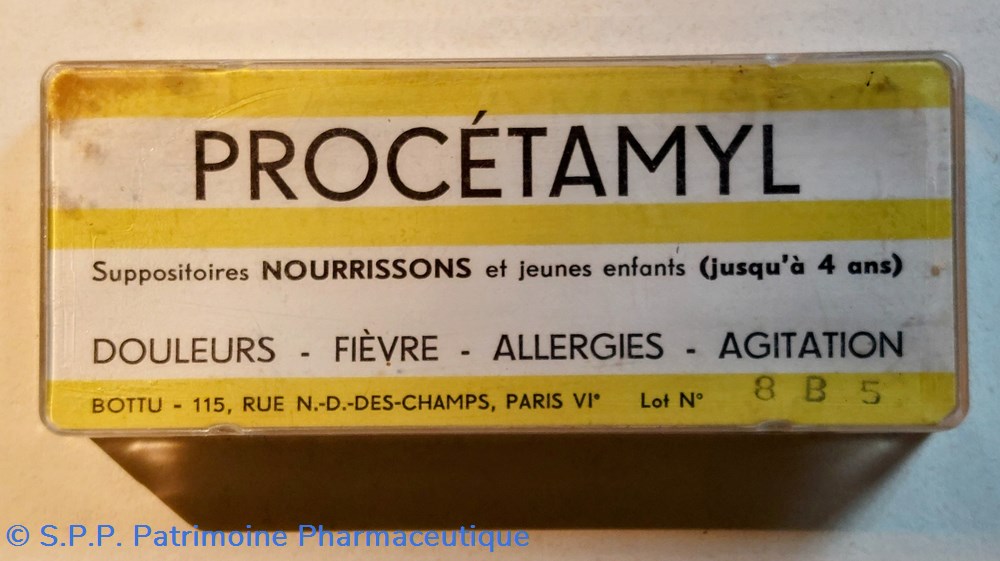 PROCÉTAMYL
Suppositoires NOURRISSONS et jeunes enfants (jusqu'à 4 ans)
DOULEURS - FIÈVRE - ALLERGIES - AGITATION
BOTTU - 115, RUE N.-D.-DES-CHAMPS, PARIS VIᵉ Lot N° 8 B 5
© S.P.P. Patrimoine Pharmaceutique